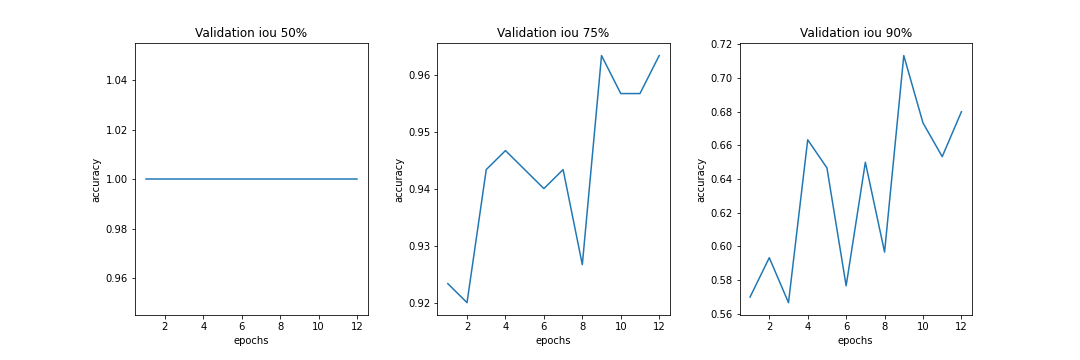 Validation iou 50%
accuracy
1.04
1.02
1.00
0.98
0.96
2 4 6 8 10 12
epochs
Validation iou 75%
accuracy
0.96
0.95
0.94
0.93
0.92
2 4 6 8 10 12
epochs
Validation iou 90%
accuracy
0.72
0.70
0.68
0.66
0.64
0.62
0.60
0.58
0.56
2 4 6 8 10 12
epochs